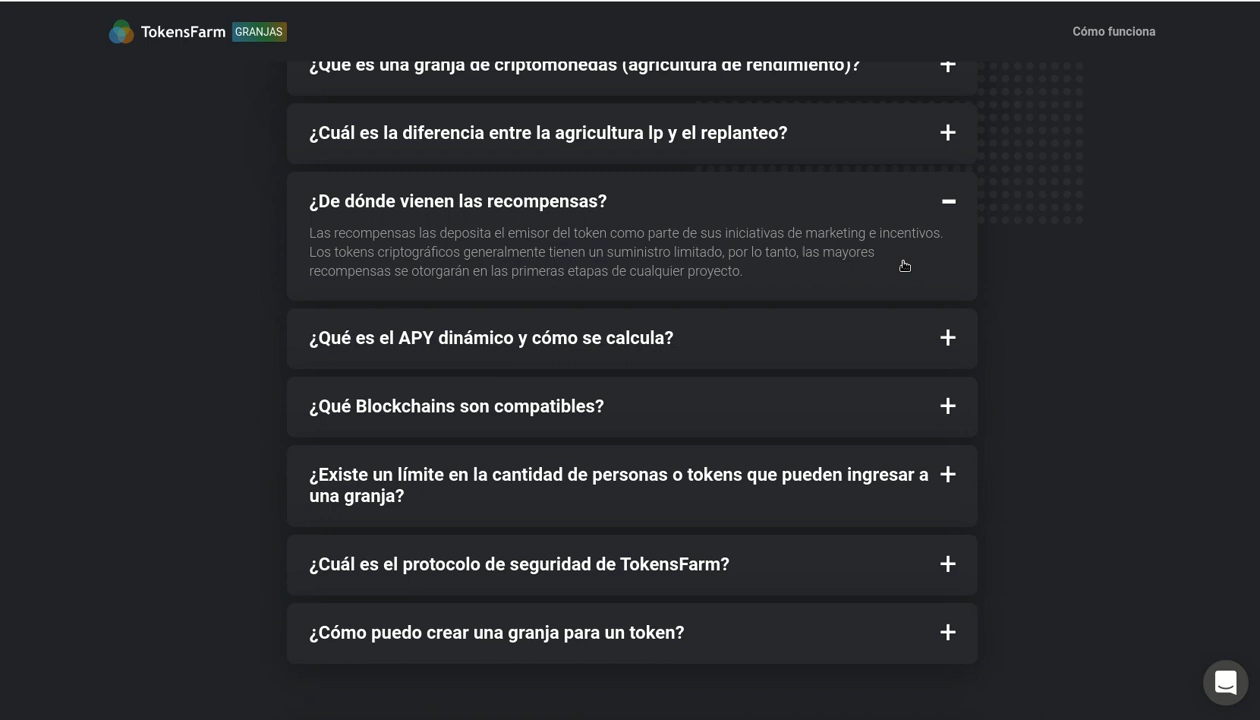 TokensFarm GRANJAS
Cómo funciona
¿Qué es una granja de criptomonedas (agricultura de rendimiento)?
¿Cuál es la diferencia entre la agricultura lp y el replanteo?
¿De dónde vienen las recompensas?
Las recompensas las deposita el emisor del token como parte de sus iniciativas de marketing e incentivos.
Los tokens criptográficos generalmente tienen un suministro limitado, por lo tanto, las mayores
recompensas se otorgarán en las primeras etapas de cualquier proyecto.
¿Qué es el APY dinámico y cómo se calcula?
¿Qué Blockchains son compatibles?
¿Existe un límite en la cantidad de personas o tokens que pueden ingresar a
una granja?
¿Cuál es el protocolo de seguridad de TokensFarm?
¿Cómo puedo crear una granja para un token?